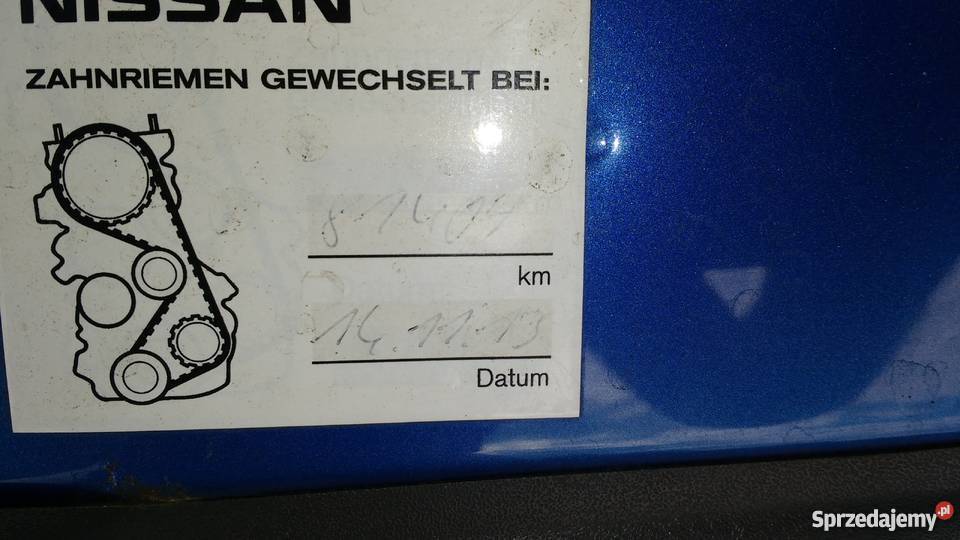 NISSAN
ZAHNRIEMEN GEWECHSELT BEI:
km
14.11.13
Datum
Sprzedajemy.pl